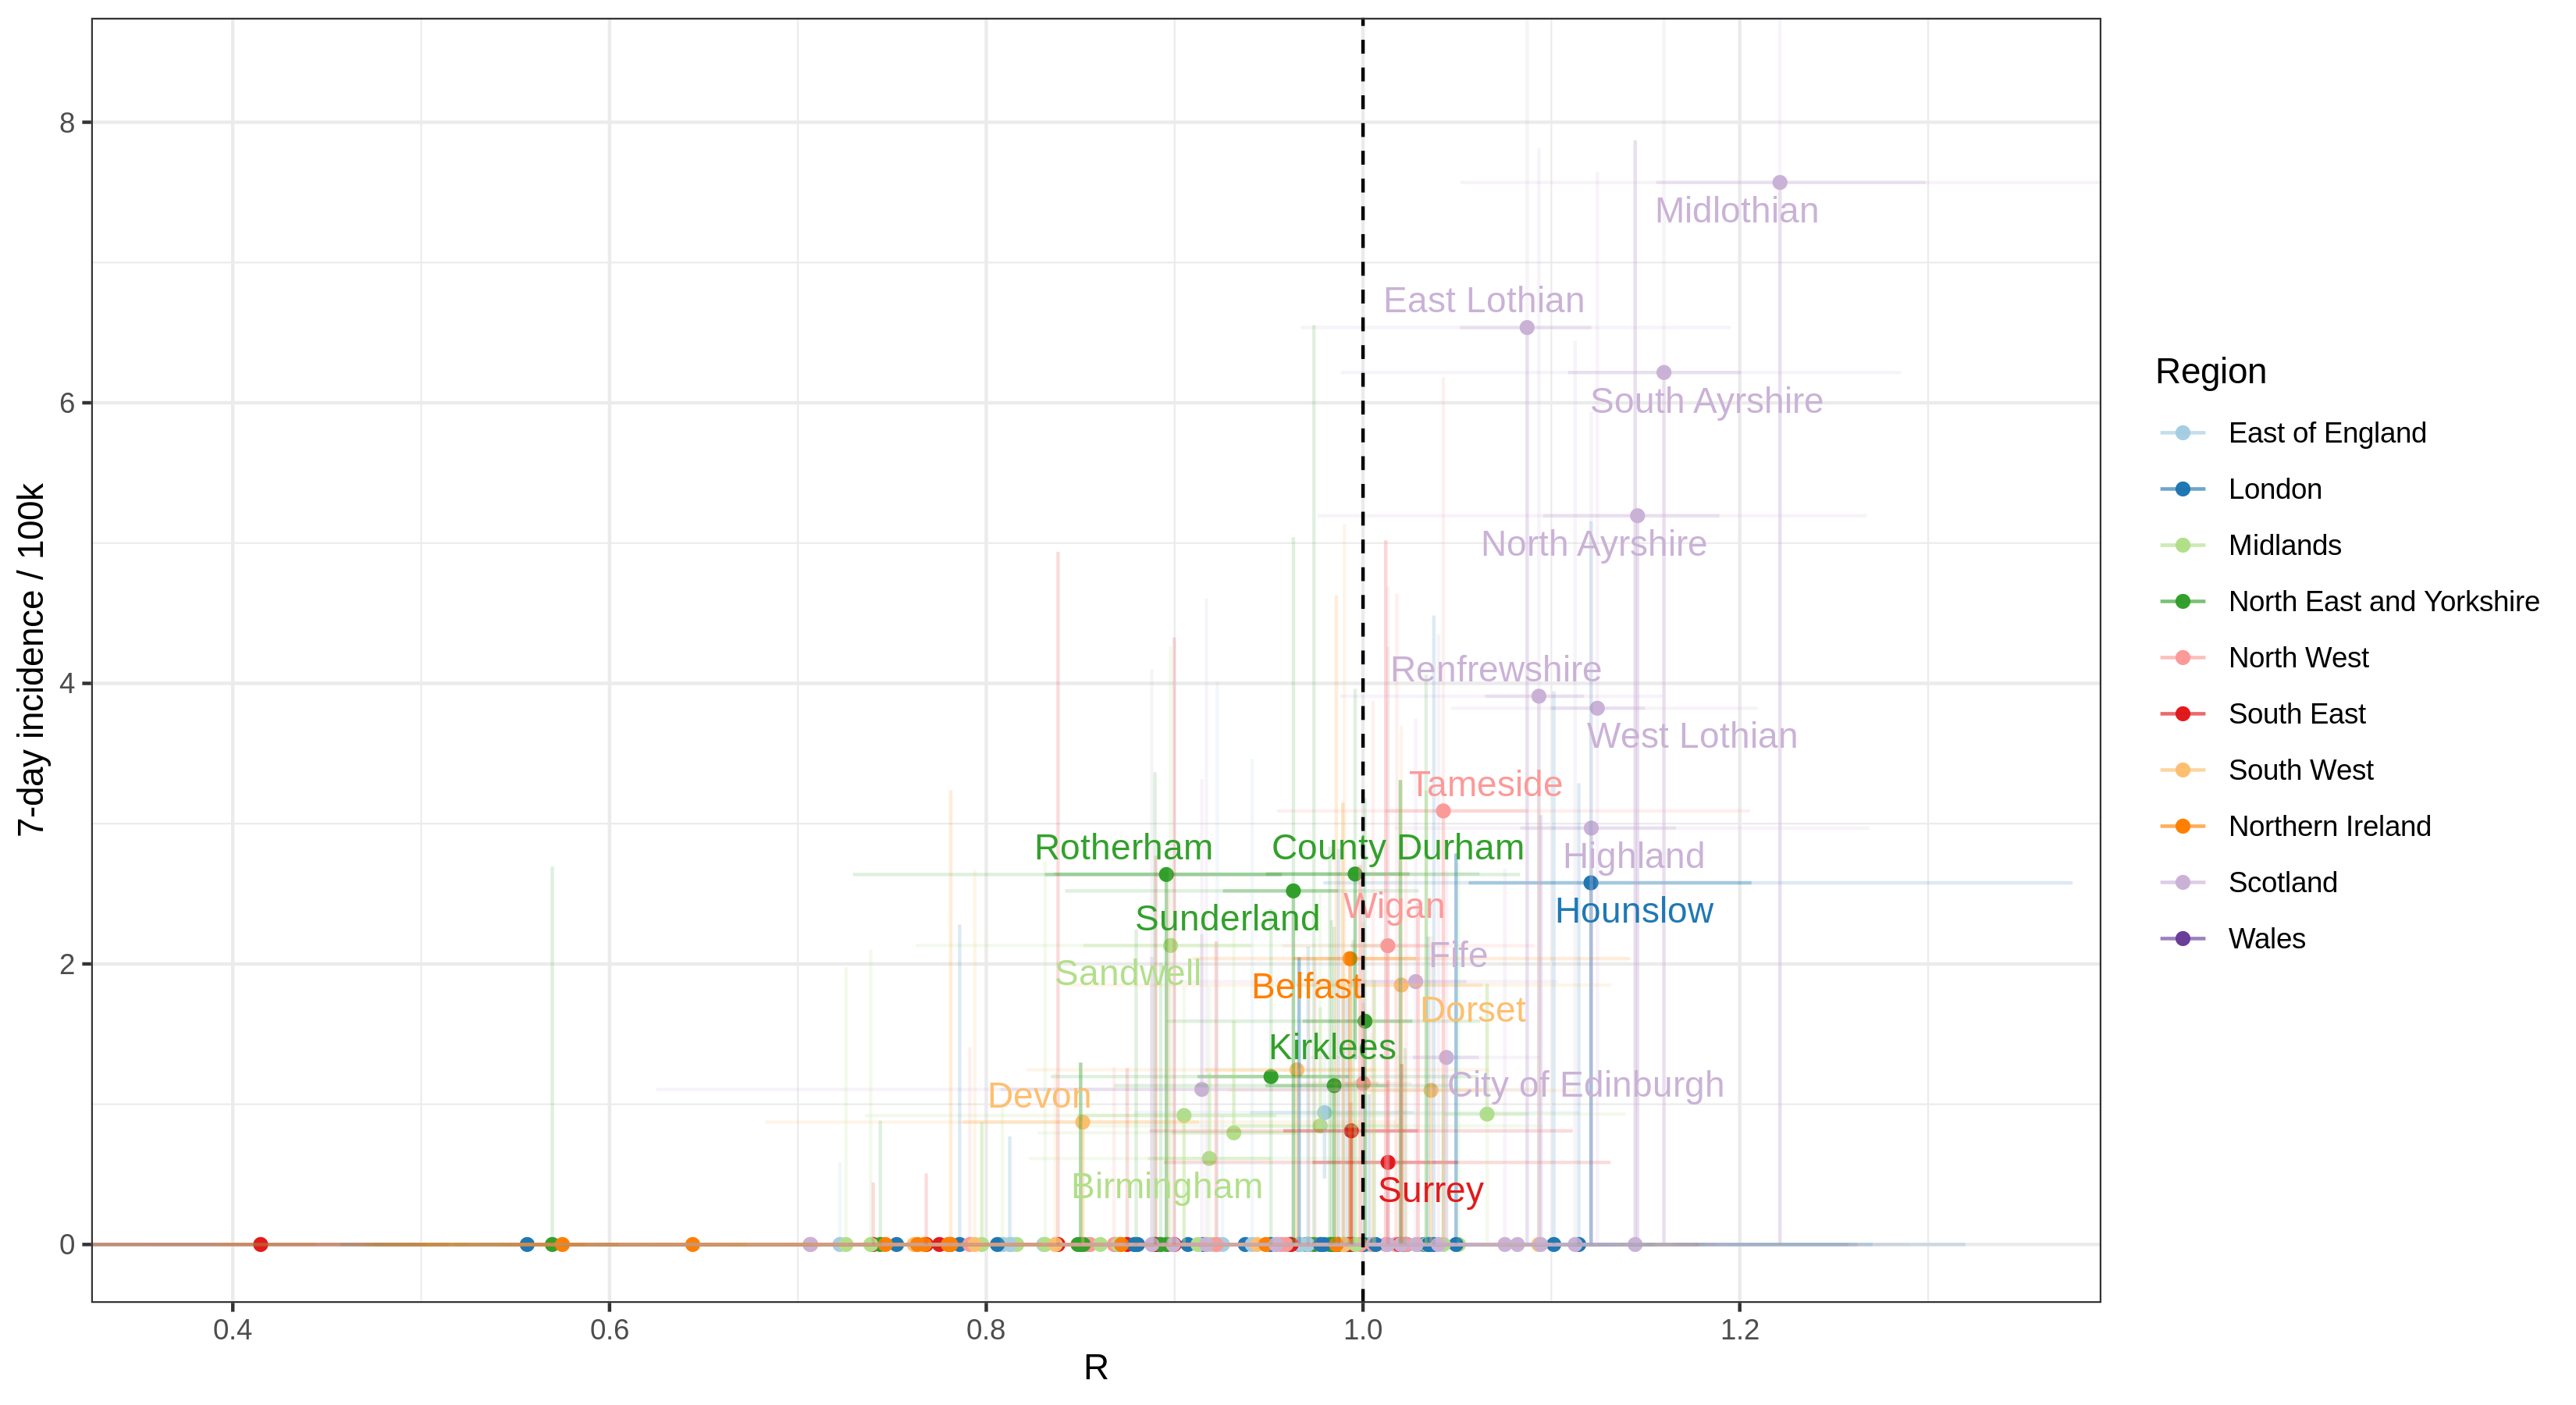 8
6
4
2
0
7-day incidence / 100k
Midlothian
East Lothian
South Ayrshire
North Ayrshire
Renfrewshire
West Lothian
Tameside
Rotherham
County Durham
Highland
Wigan
Hounslow
Sunderland
Fife
Sandwell
Belfast
Dorset
Kirklees
City of Edinburgh
Devon
Birmingham
Surrey
0.4
0.6
0.8
1.0
1.2
R
Region
East of England
London
Midlands
North East and Yorkshire
North West
South East
South West
Northern Ireland
Scotland
Wales